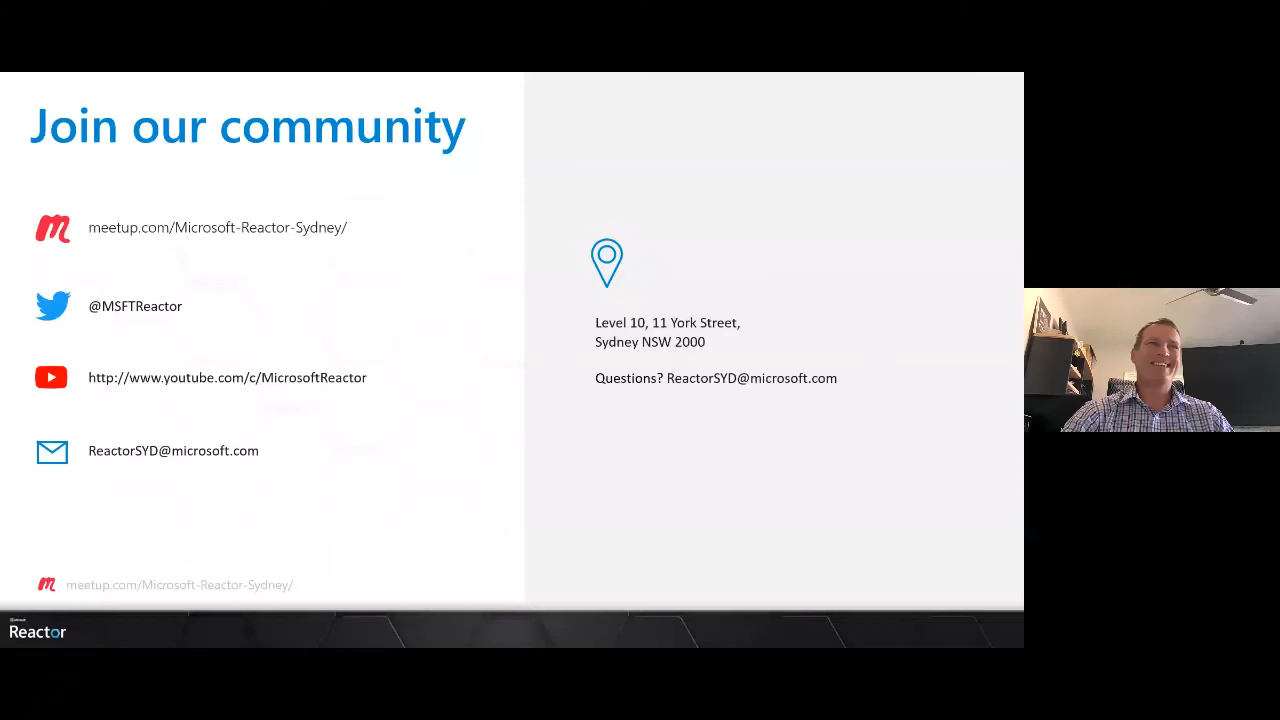 Join our community
meetup.com/Microsoft-Reactor-Sydney/
@MSFTReactor
http://www.youtube.com/c/MicrosoftReactor
ReactorSYD@microsoft.com
Level 10, 11 York Street,
Sydney NSW 2000
Questions? ReactorSYD@microsoft.com
meetup.com/Microsoft-Reactor-Sydney/
Microsoft
Reactor